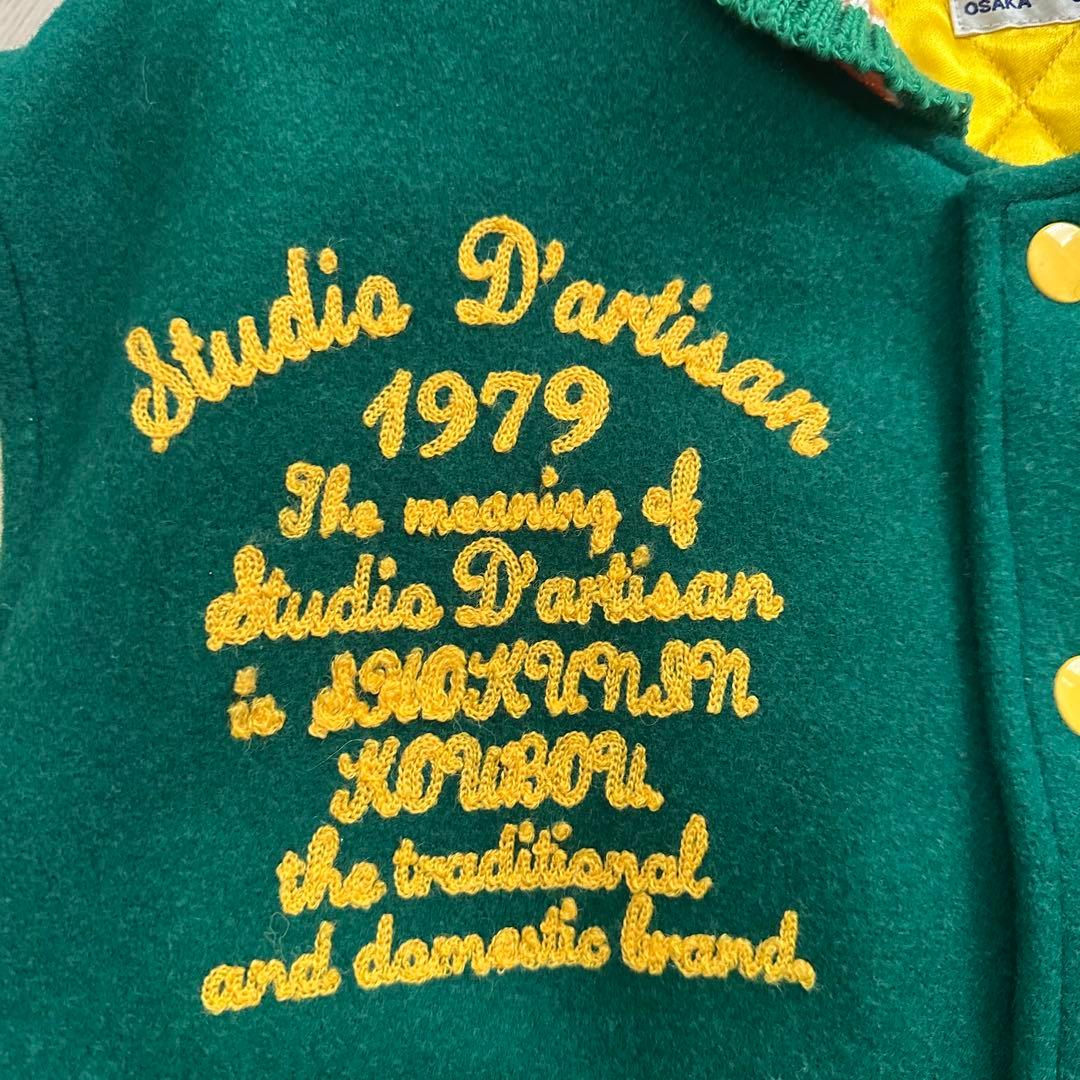 OSAKA
Studio D'artisan
1979
The meaning of
Studio D'artisan
is SHOKUNIN
KOUBOU
the traditional
and domestic brand.